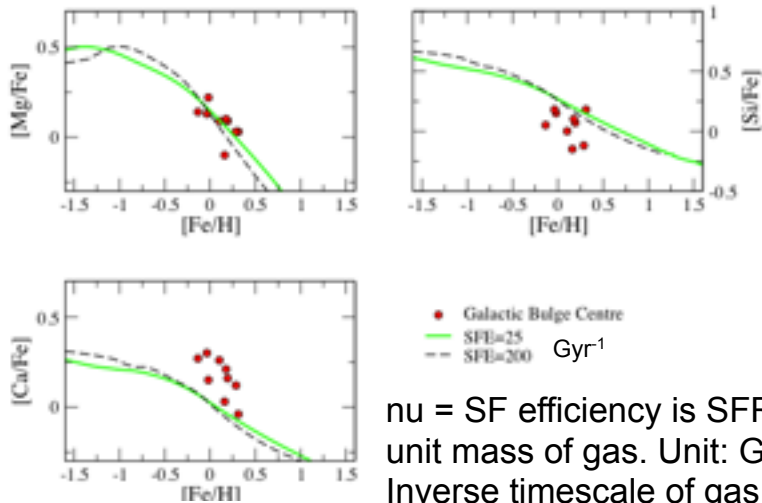 0.5
0
[Mg/Fe]
-1.5 -1 -0.5 0 0.5 1 1.5
[Fe/H]
1
0.5
0
-0.5
[Si/Fe]
-1.5 -1 -0.5 0 0.5 1 1.5
[Fe/H]
0.5
0
[Ca/Fe]
-1.5 -1 -0.5 0 0.5 1 1.5
[Fe/H]
Galactic Bulge Centre
SFE=25
SFE=200 Gyr-1
nu = SF efficiency is SFR
unit mass of gas. Unit: G
Inverse timescale of gas